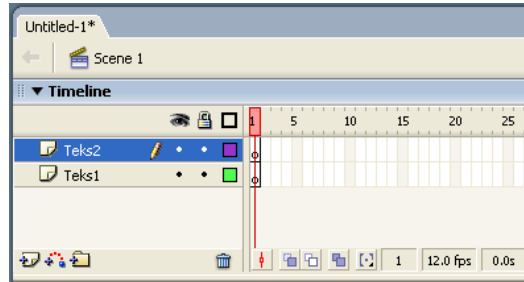 Untitled-1*
Scene 1
Timeline
1 5 10 15 20 25
Teks2
Teks1
1 12.0 fps 0.0s